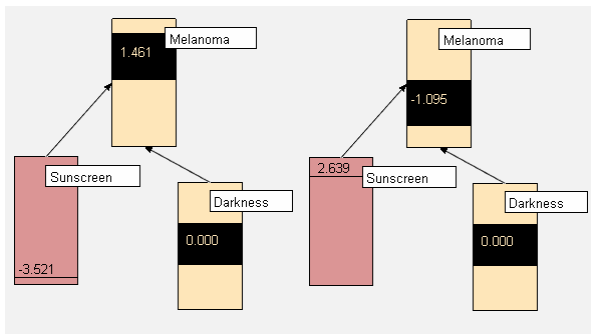 Melanoma
1.461
Sunscreen
-3.521
Darkness
0.000
Melanoma
-1.095
2.639
Sunscreen
Darkness
0.000